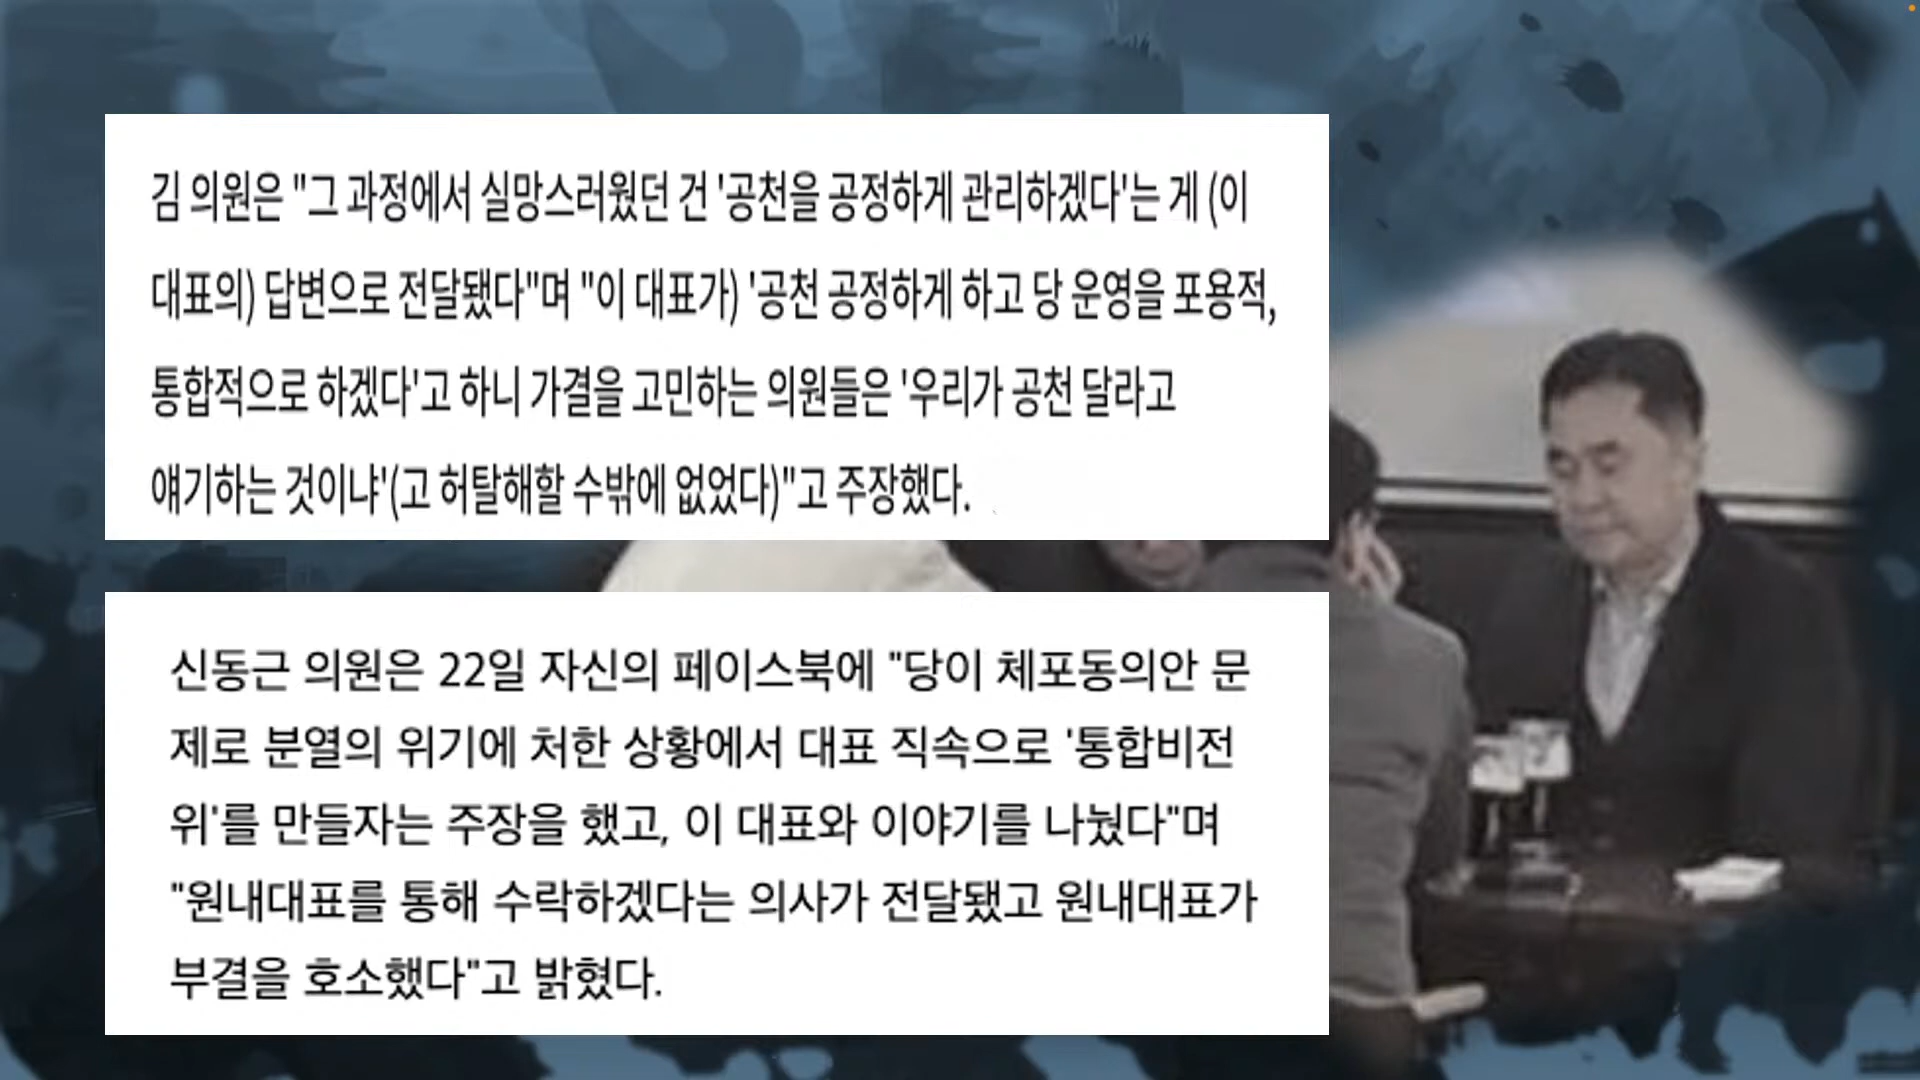 김 의원은 "그 과정에서 실망스러웠던 건 '공천을 공정하게 관리하겠다'는 게 (이
대표의) 답변으로 전달됐다"며 "이 대표가) '공천 공정하게 하고 당 운영을 포용적,
통합적으로 하겠다'고 하니 가결을 고민하는 의원들은 '우리가 공천 달라고
얘기하는 것이냐'(고 허탈해할 수밖에 없었다)"고 주장했다.
신동근 의원은 22일 자신의 페이스북에 "당이 체포동의안 문
제로 분열의 위기에 처한 상황에서 대표 직속으로 '통합비전
위'를 만들자는 주장을 했고, 이 대표와 이야기를 나눴다"며
"원내대표를 통해 수락하겠다는 의사가 전달됐고 원내대표가
부결을 호소했다"고 밝혔다.